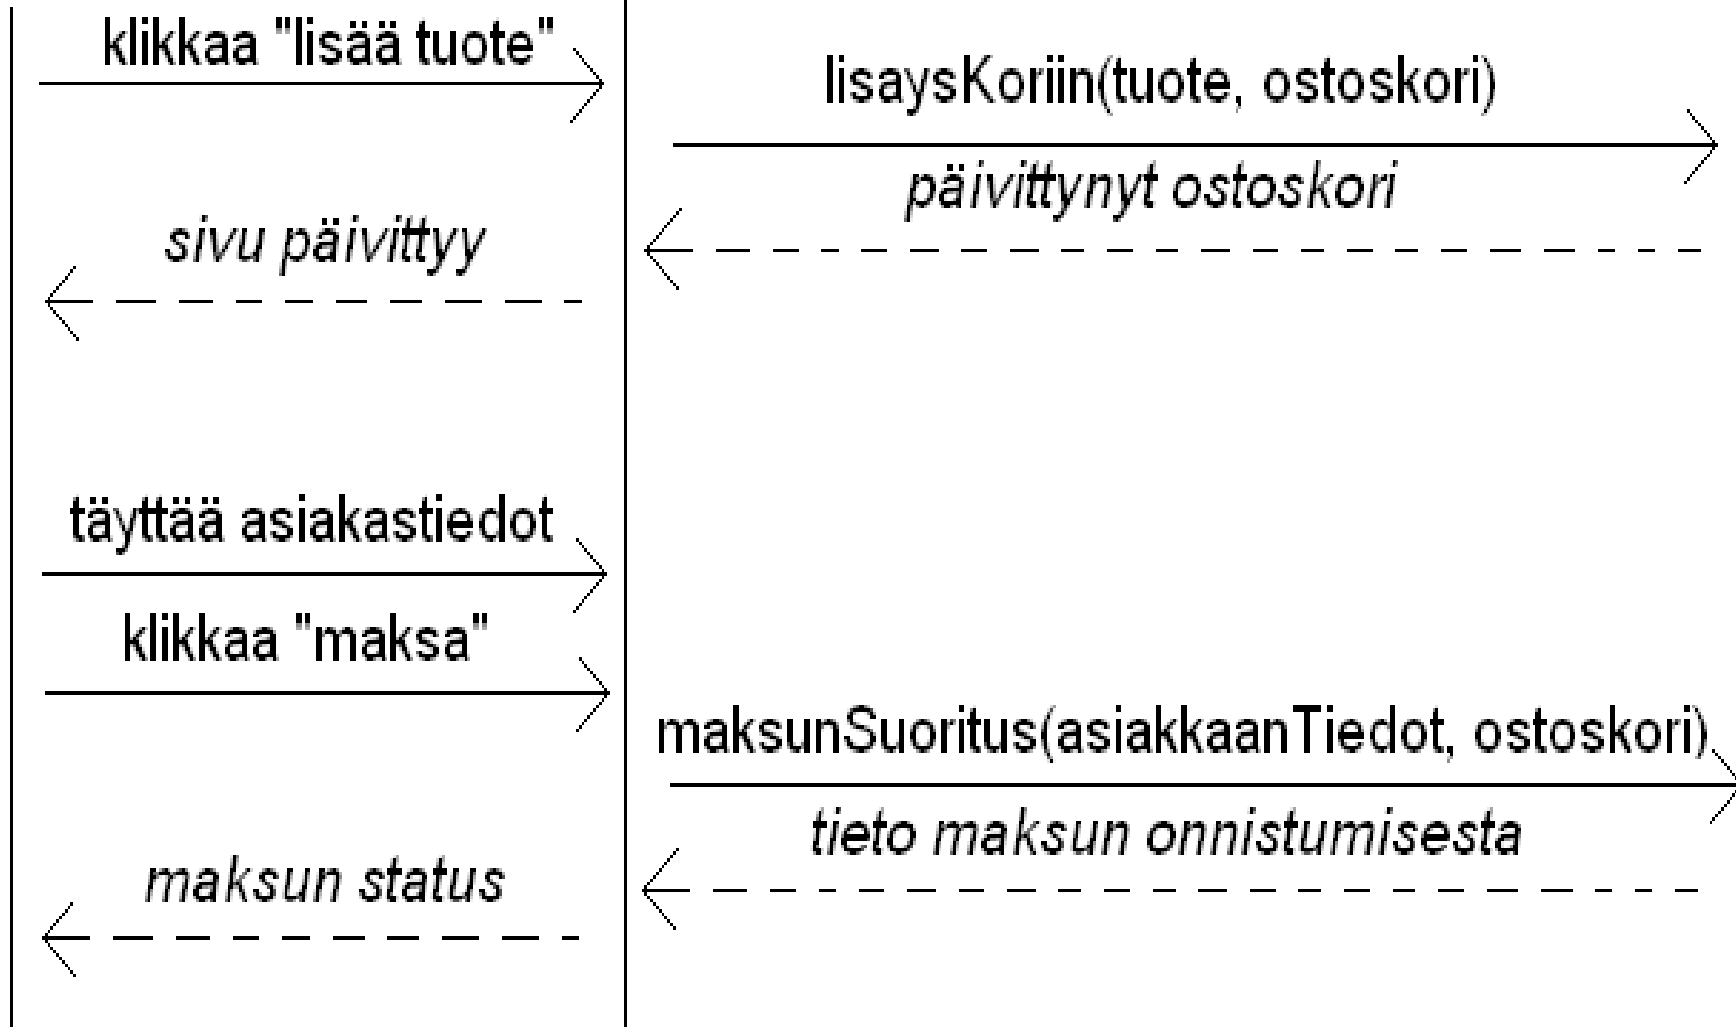 klikkaa "lisää tuote"
lisaysKoriin(tuote, ostoskori)
päivittynyt ostoskori
sivu päivittyy
täyttää asiakastiedot
klikkaa "maksa"
maksunSuoritus(asiakkaanTiedot, ostoskori)
tieto maksun onnistumisesta
maksun status